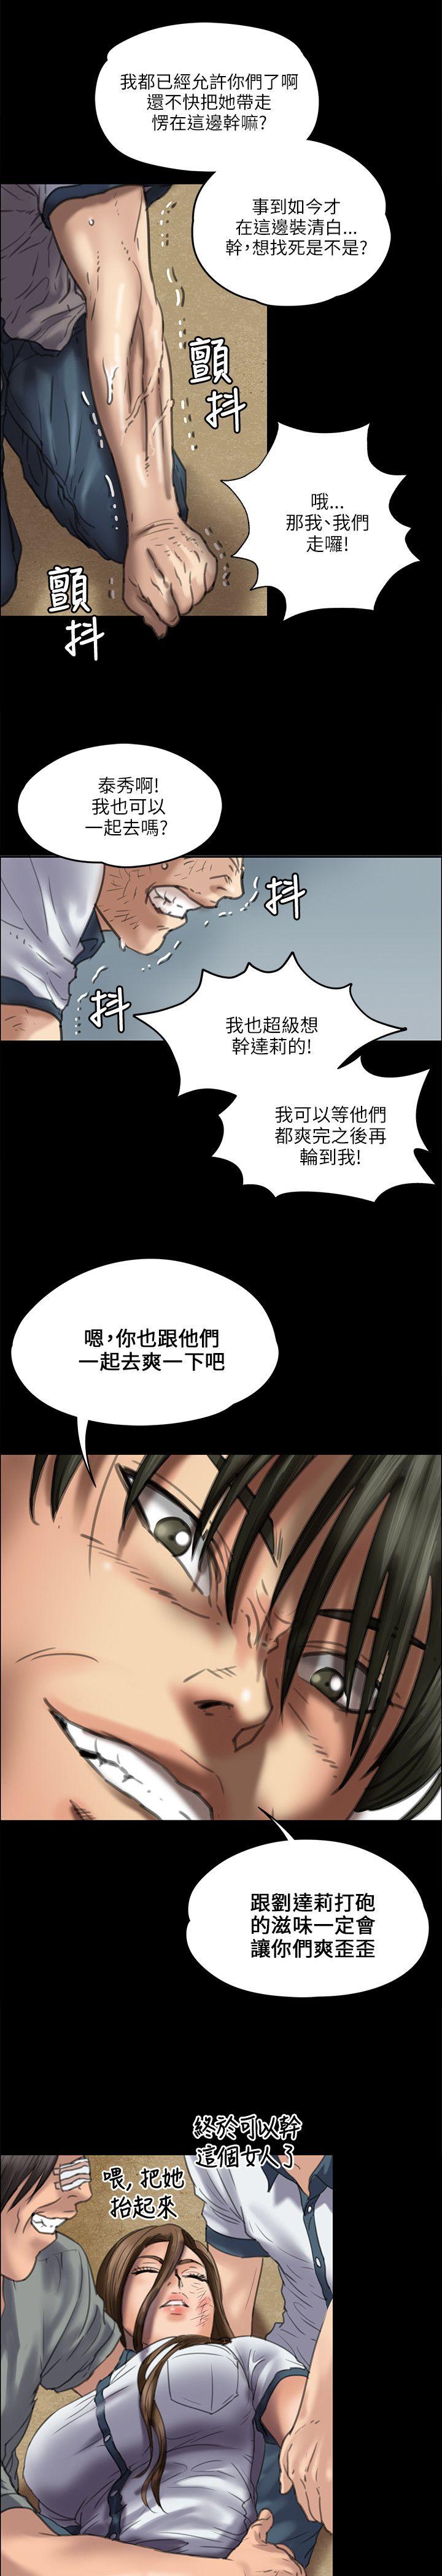 我都已經允許你們了啊
還不快把她帶走
愣在這邊幹嘛?
事到如今才
在這邊裝清白...
幹,想找死是不是?
顫
抖
哦...
那我、我們
走囉!
顫
抖
泰秀啊!
我也可以
一起去嗎?
抖
抖
我也超級想
幹達莉的!
我可以等他們
都爽完之後再
輪到我!
嗯,你也跟他們
一起去爽一下吧
跟劉達莉打砲
的滋味一定會
讓你們爽歪歪
終於可以幹
這個女人了
喂,把她
抬起來